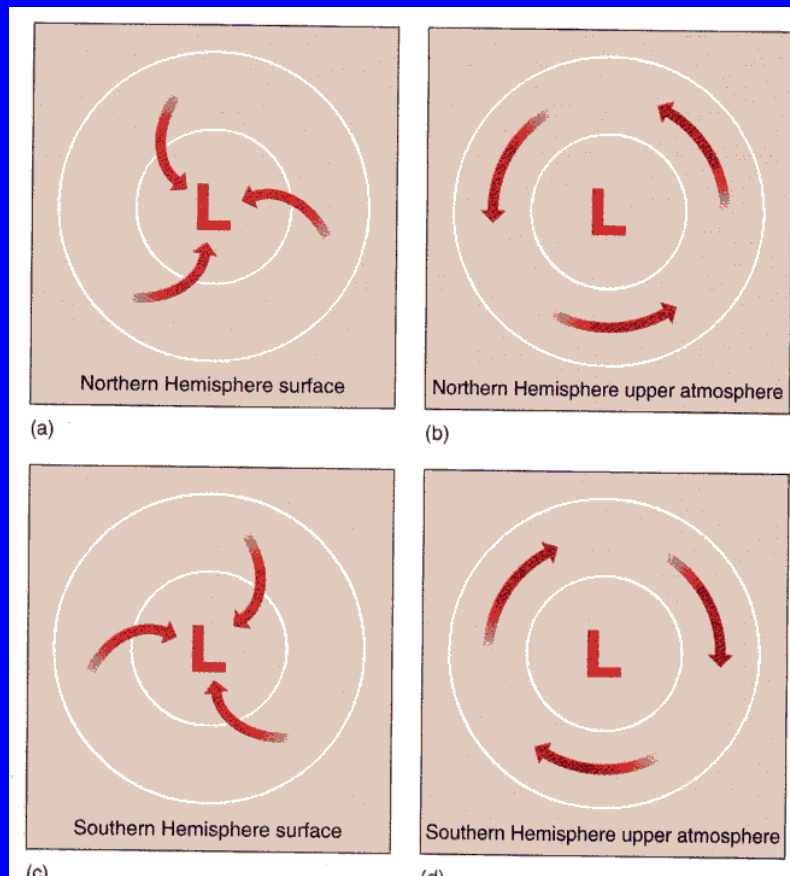 L
Northern Hemisphere surface
(a)
L
Northern Hemisphere upper atmosphere
(b)
L
Southern Hemisphere surface
(c)
L
Southern Hemisphere upper atmosphere
(d)